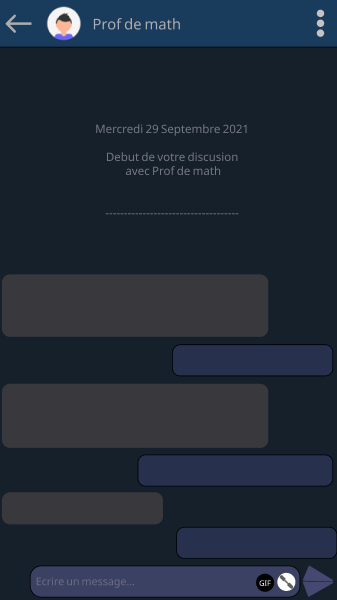 Prof de math
Mercredi 29 Septembre 2021
Debut de votre discusion
avec Prof de math
------------------------------------
Ecrire un message...
GIF